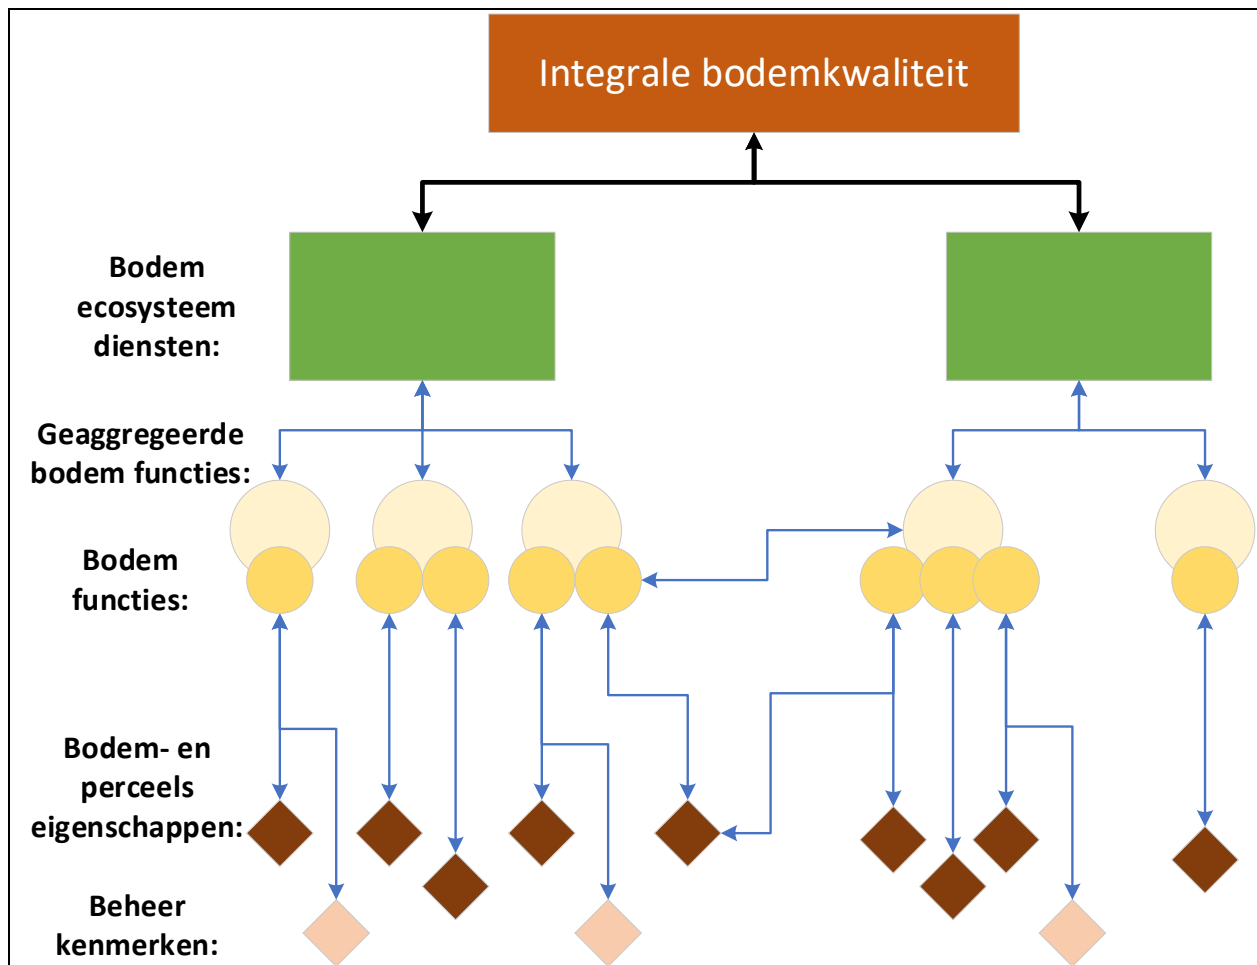 Integrale bodemkwaliteit
Bodem
ecosysteem
diensten:
Geaggregeerde
bodem functies:
Bodem
functies:
Bodem- en
perceels
eigenschappen:
Beheer
kenmerken: